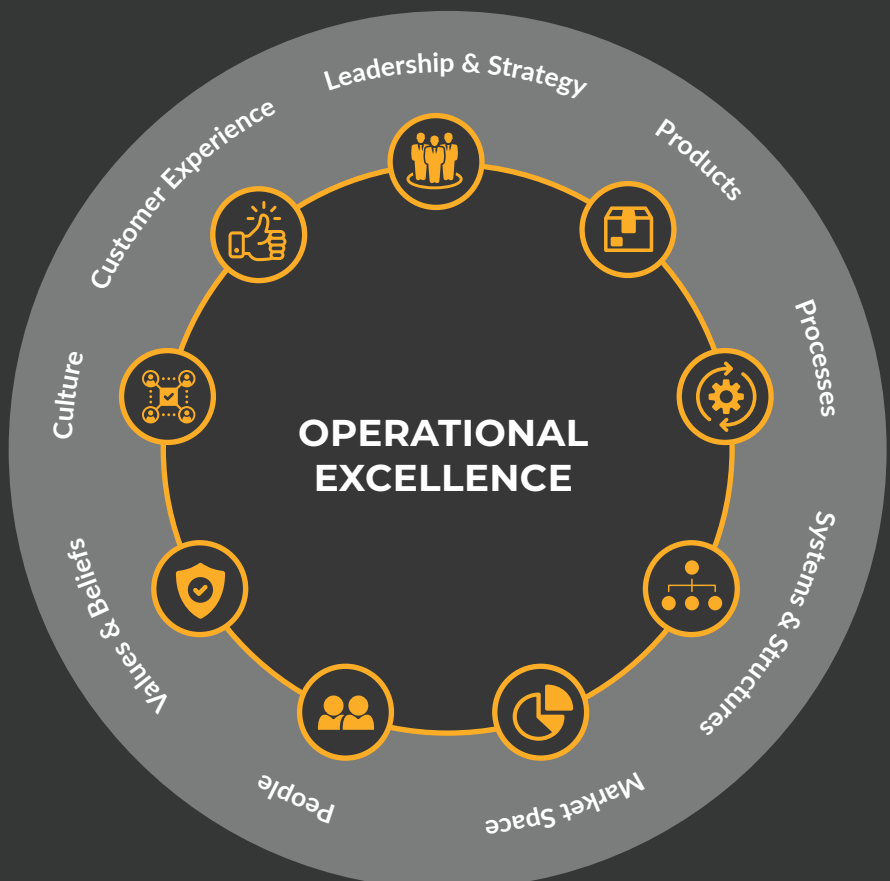 Leadership & Strategy
Products
Processes
Systems & Structures
Market Space
People
Values & Beliefs
Culture
Customer Experience
OPERATIONAL
EXCELLENCE